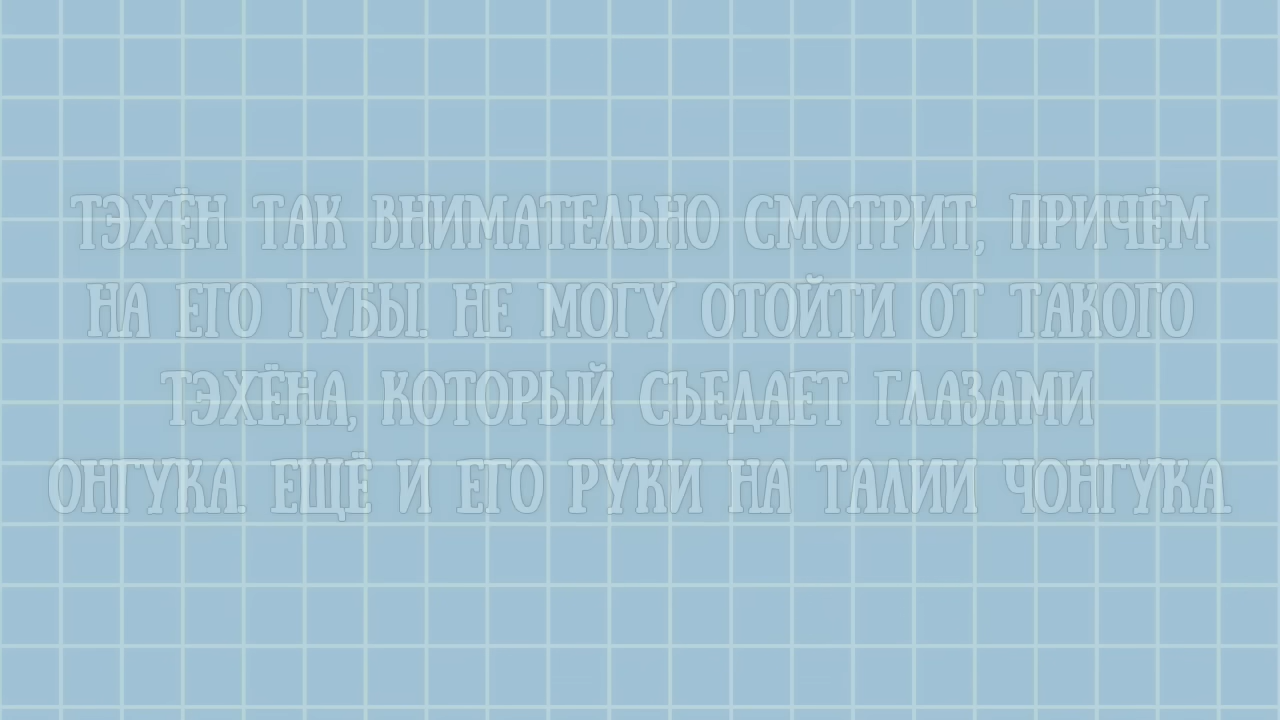 ТЭХЁН ТАК ВНИМАТЕЛЬНО СМОТРИТ, ПРИЧЁМ
НА ЕГО ГУБЫ. НЕ МОГУ ОТОЙТИ ОТ ТАКОГО
ТЭХЁНА, КОТОРЫЙ СЪЕДАЕТ ГЛАЗАМИ
ОНГУКА. ЕЩЁ И ЕГО РУКИ НА ТАЛИИ ЧОНГУКА.